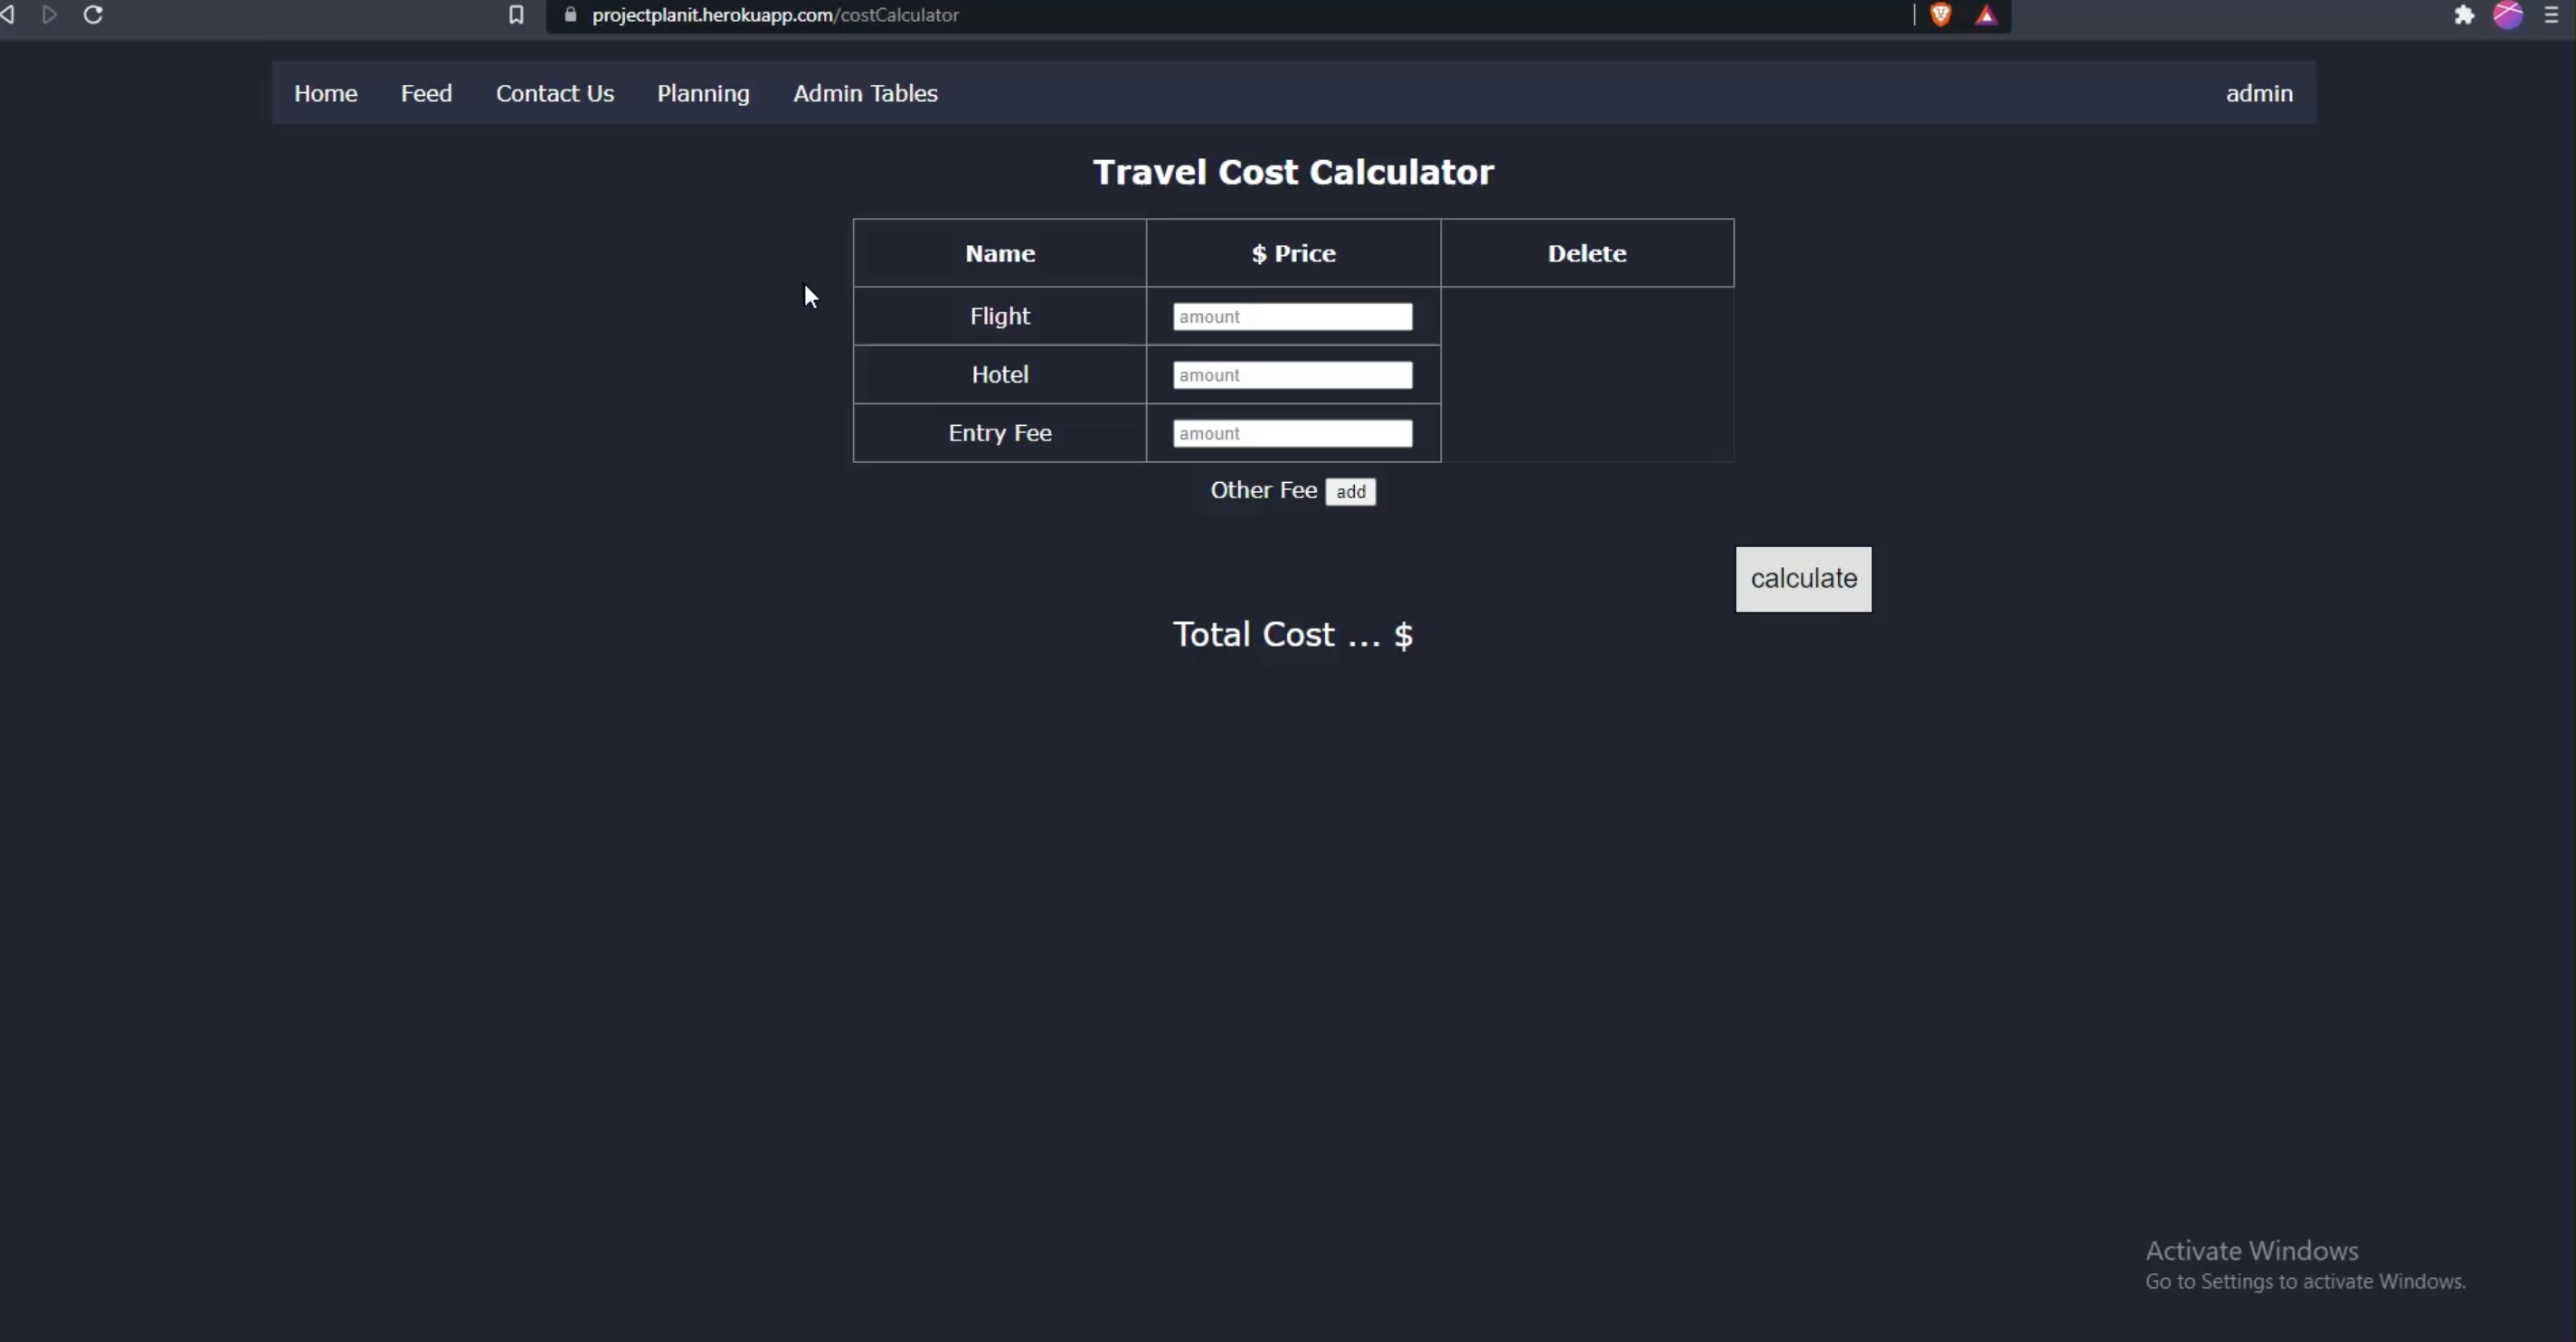 projectplanit.herokuapp.com/costCalculator
Home Feed Contact Us Planning Admin Tables admin
Travel Cost Calculator
Name $ Price Delete
Flight amount
Hotel amount
Entry Fee amount
Other Fee add
calculate
Total Cost ... $
Activate Windows
Go to Settings to activate Windows.